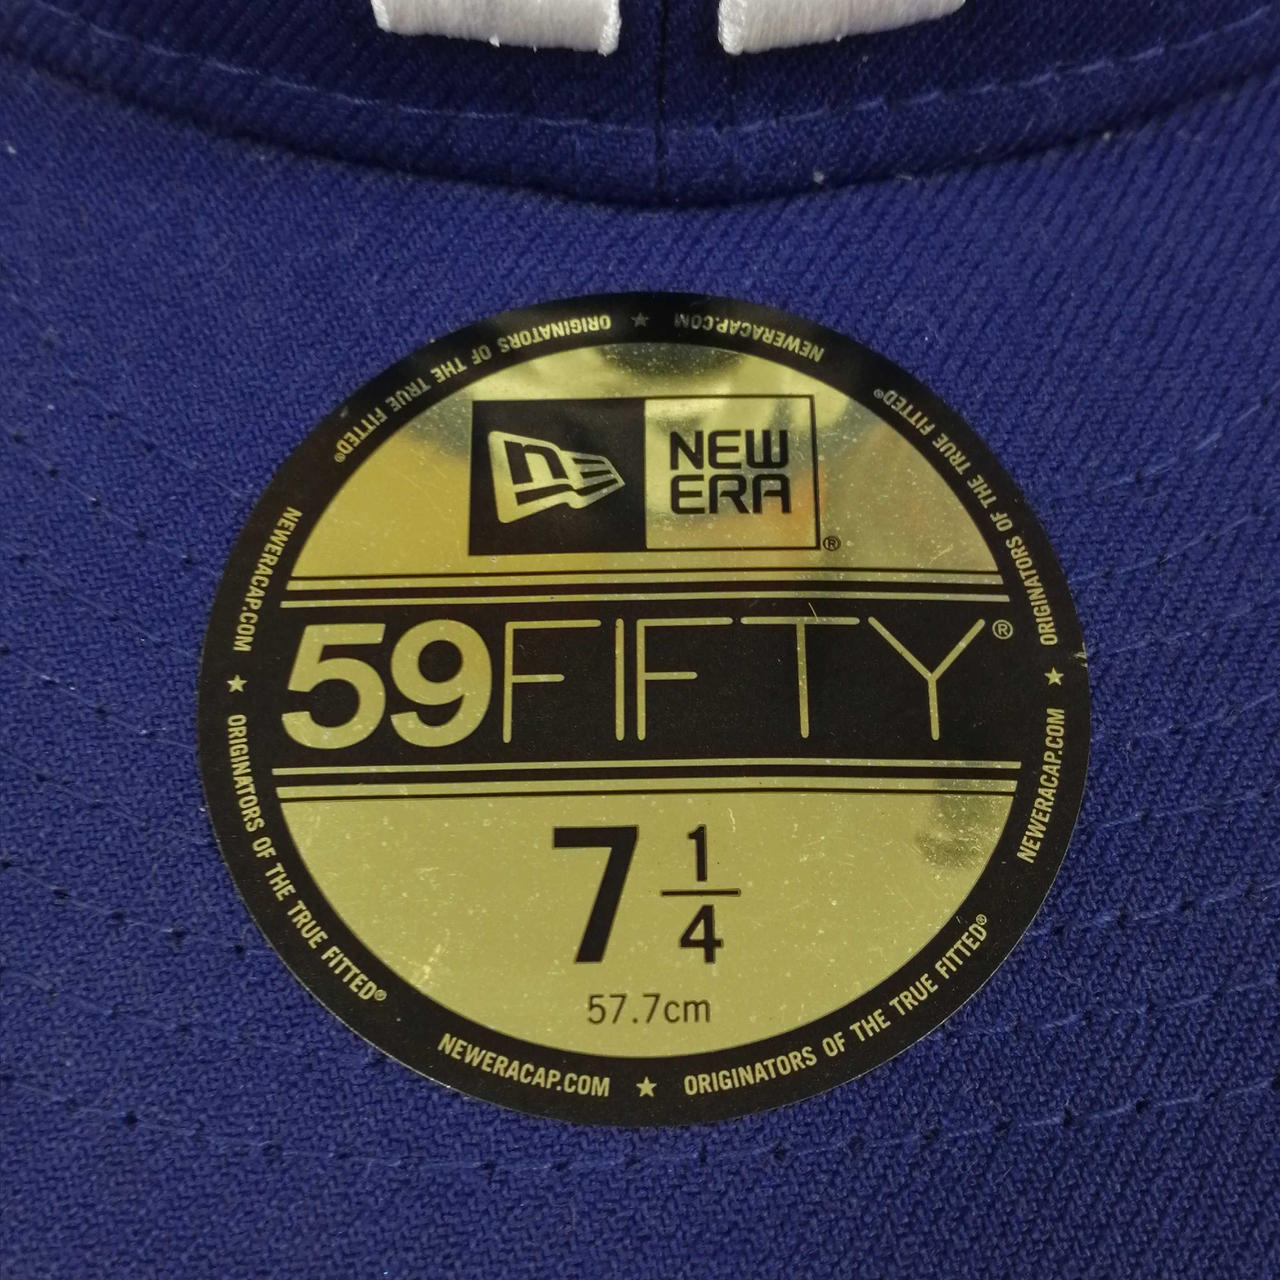 NEW
ERA®
59FIFTY®
7 1/4
57.7cm
NEWERACAP.COM ★ ORIGINATORS OF THE TRUE FITTED®
NEWERACAP.COM ★ ORIGINATORS OF THE TRUE FITTED®
NEWERACAP.COM ★ ORIGINATORS OF THE TRUE FITTED®
NEWERACAP.COM ★ ORIGINATORS OF THE TRUE FITTED®